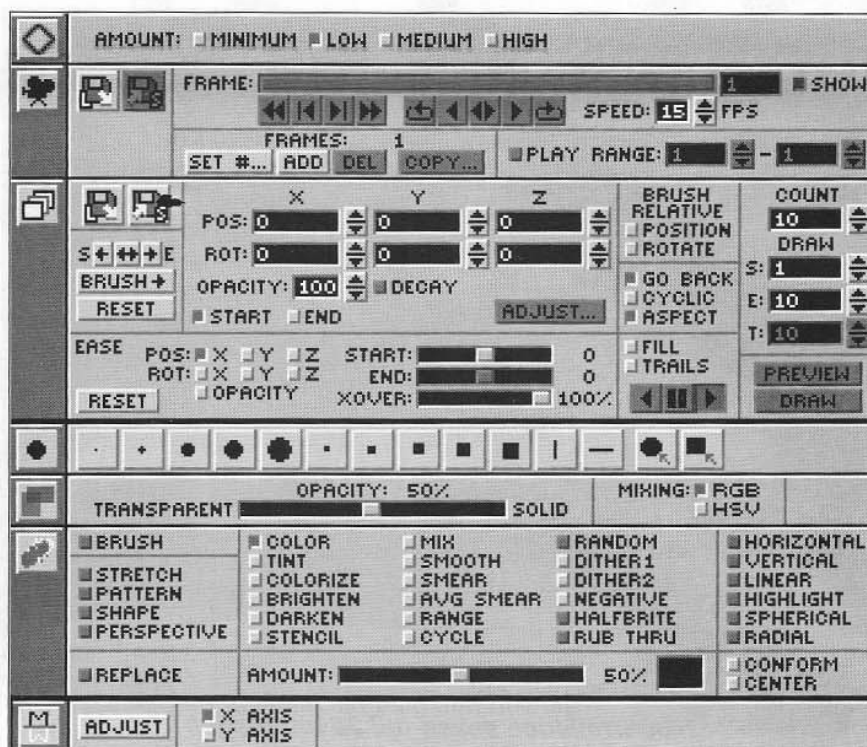 AMOUNT: MINIMUM LOW MEDIUM HIGH
FRAME: 1 SHOW
SPEED: 15 FPS
FRAMES: 1
SET #... ADD DEL COPY...
PLAY RANGE: 1 - 1
X Y Z
POS: 0 0 0
ROT: 0 0 0
S E
BRUSH
RESET
OPACITY: 100 DECAY
START END
ADJUST...
BRUSH
RELATIVE
POSITION
ROTATE
GO BACK
CYCLIC
ASPECT
FILL
TRAILS
COUNT
10
DRAW
S: 1
E: 10
T: 10
PREVIEW
DRAW
EASE
POS: X Y Z
ROT: X Y Z
OPACITY
RESET
START: 0
END: 0
XOVER: 100%
OPACITY: 50%
TRANSPARENT SOLID
MIXING: RGB
HSV
BRUSH
STRETCH
PATTERN
SHAPE
PERSPECTIVE
COLOR
TINT
COLORIZE
BRIGHTEN
DARKEN
STENCIL
MIX
SMOOTH
SMEAR
AVG SMEAR
RANGE
CYCLE
RANDOM
DITHER1
DITHER2
NEGATIVE
HALFBRITE
RUB THRU
HORIZONTAL
VERTICAL
LINEAR
HIGHLIGHT
SPHERICAL
RADIAL
REPLACE
AMOUNT: 50%
CONFORM
CENTER
M
W
ADJUST
X AXIS
Y AXIS